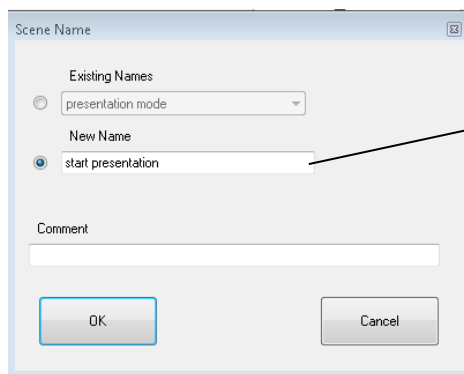 Scene Name
Existing Names
presentation mode
New Name
start presentation
Comment
OK
Cancel